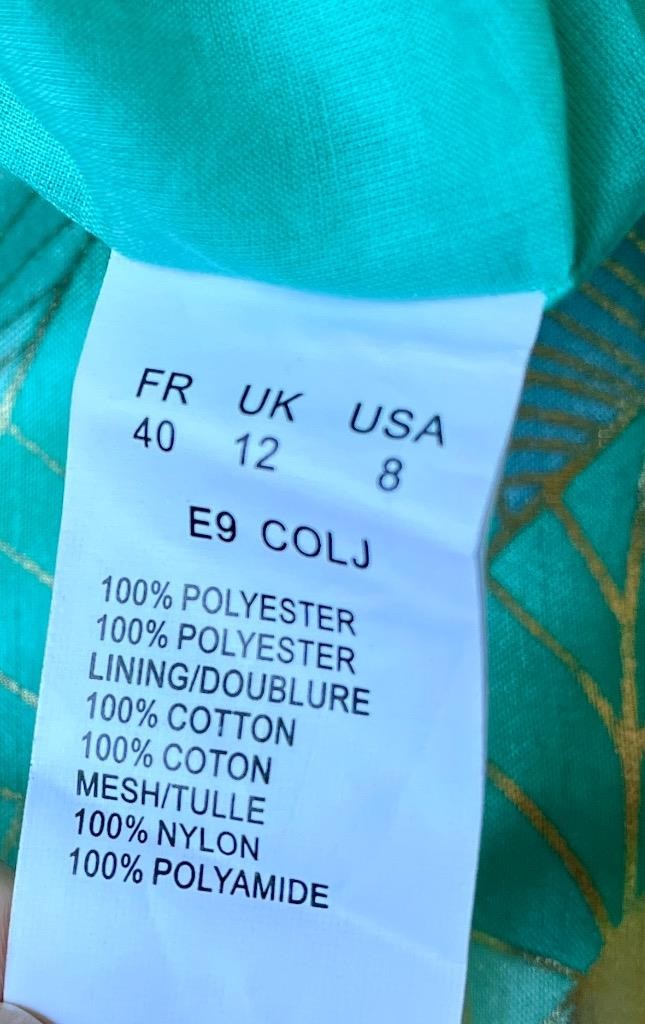 FR UK USA
40 12 8
E9 COLJ
100% POLYESTER
100% POLYESTER
LINING/DOUBLURE
100% COTTON
100% COTON
MESH/TULLE
100% NYLON
100% POLYAMIDE